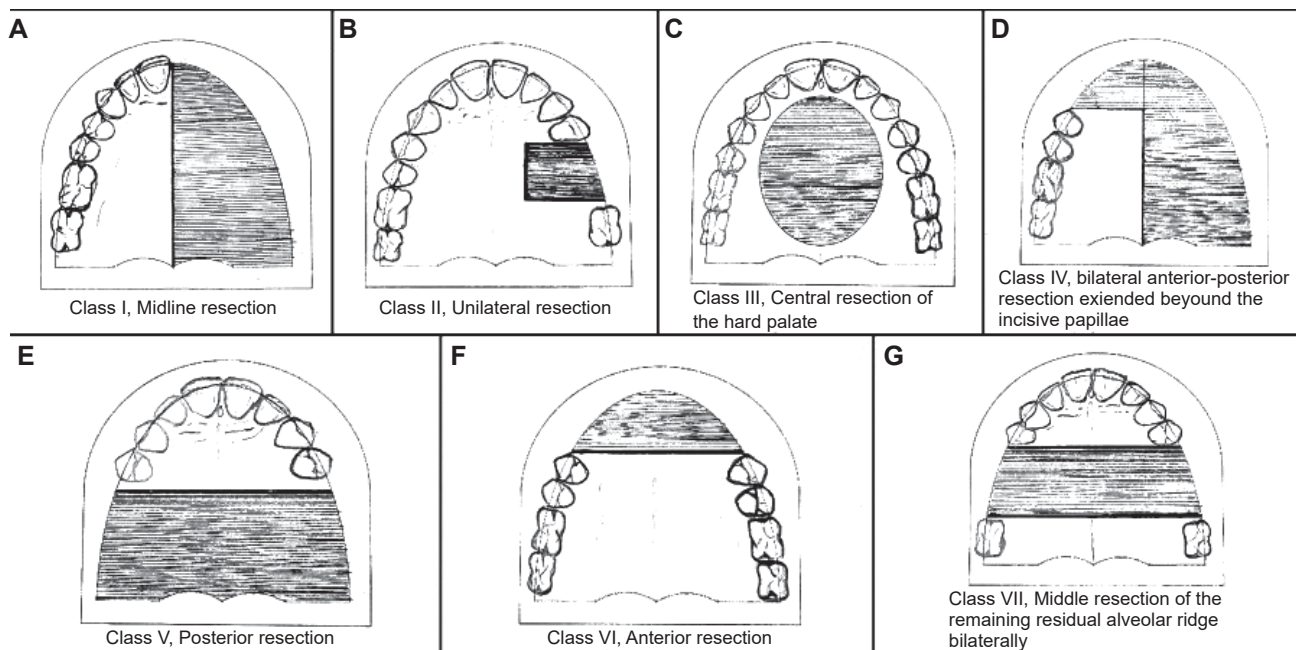 A
B
C
D
Class I, Midline resection
Class II, Unilateral resection
Class III, Central resection of
the hard palate
Class IV, bilateral anterior-posterior
resection exiended beyound the
incisive papillae
E
F
G
Class V, Posterior resection
Class VI, Anterior resection
Class VII, Middle resection of the
remaining residual alveolar ridge
bilaterally